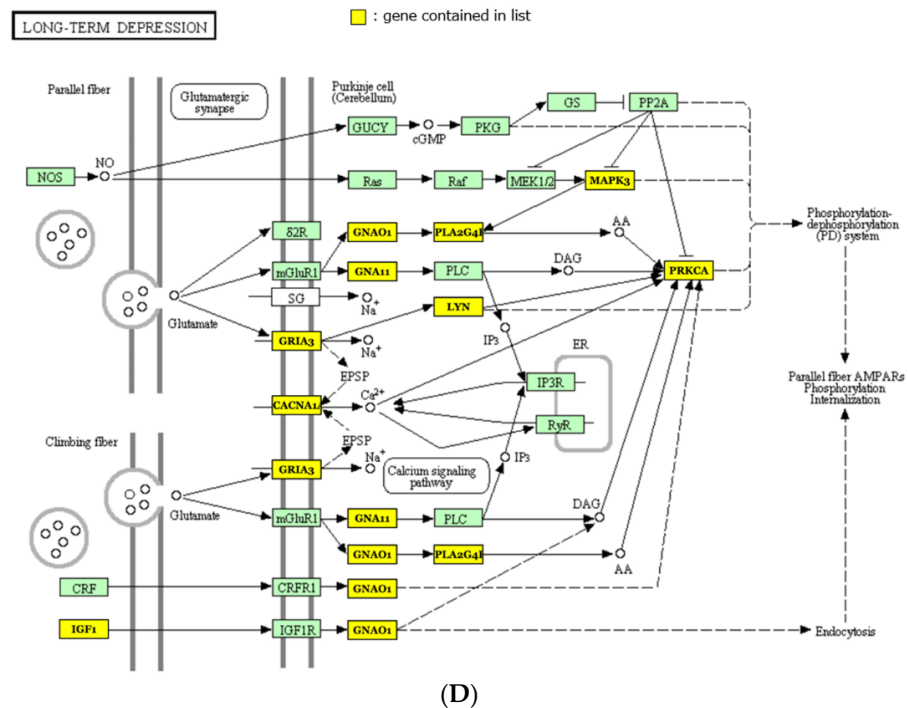 LONG-TERM DEPRESSION
: gene contained in list
Parallel fiber
Glutamatergic
synapse
Purkinje cell
(Cerebellum)
GS
PP2A
GUCY
cGMP
PKG
NO
NOS
Ras
Raf
MEK1/2
MAPK3
δ2R
GNAO1
PLA2G4I
AA
Phosphorylation-
dephosphorylation
(PD) system
mGluR1
GNA11
PLC
DAG
PRKCA
SG
Na+
Glutamate
LYN
IP3
ER
GRIA3
Na+
EPSP
IP3R
Parallel fiber AMPARs
Phosphorylation
Internalization
CACNA1A
Ca2+
RyR
EPSP
Climbing fiber
GRIA3
Na+
Calcium signaling
pathway
IP3
Glutamate
mGluR1
GNA11
PLC
DAG
GNAO1
PLA2G4I
AA
CRF
CRFR1
GNAO1
IGF1
IGF1R
GNAO1
Endocytosis
(D)